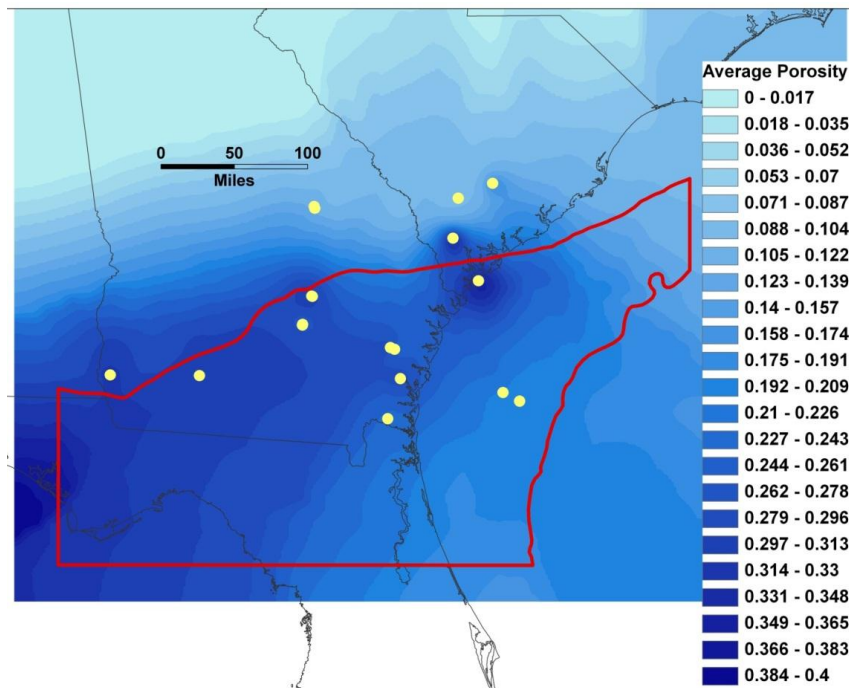 Average Porosity
0 - 0.017
0.018 - 0.035
0.036 - 0.052
0.053 - 0.07
0.071 - 0.087
0.088 - 0.104
0.105 - 0.122
0.123 - 0.139
0.14 - 0.157
0.158 - 0.174
0.175 - 0.191
0.192 - 0.209
0.21 - 0.226
0.227 - 0.243
0.244 - 0.261
0.262 - 0.278
0.279 - 0.296
0.297 - 0.313
0.314 - 0.33
0.331 - 0.348
0.349 - 0.365
0.366 - 0.383
0.384 - 0.4
0 50 100
Miles